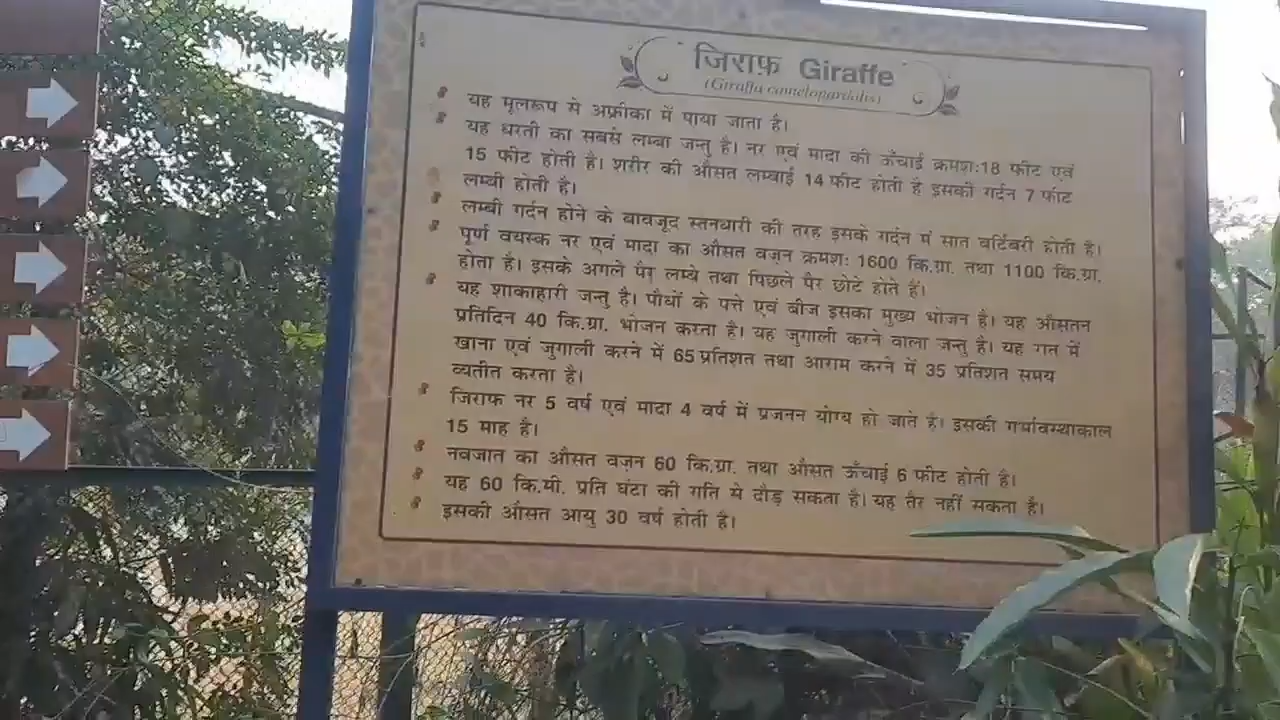 जिराफ़ Giraffe
(Giraffa camelopardalis)
यह मूलरूप से अफ्रीका में पाया जाता है।
यह धरती का सबसे लम्बा जन्तु है। नर एवं मादा की ऊँचाई क्रमश:18 फीट एवं
15 फीट होती है। शरीर की औसत लम्बाई 14 फीट होती है इसकी गर्दन 7 फीट
लम्बी होती है।
लम्बी गर्दन होने के बावजूद स्तनधारी की तरह इसके गर्दन में सात वर्टिबरी होती है।
पूर्ण वयस्क नर एवं मादा का औसत वज़न क्रमश: 1600 कि.ग्रा. तथा 1100 कि.ग्रा.
होता है। इसके अगले पैर लम्बे तथा पिछले पैर छोटे होते हैं।
यह शाकाहारी जन्तु है। पौधों के पत्ते एवं बीज इसका मुख्य भोजन है। यह औसतन
प्रतिदिन 40 कि.ग्रा. भोजन करता है। यह जुगाली करने वाला जन्तु है। यह रात में
खाना एवं जुगाली करने में 65 प्रतिशत तथा आराम करने में 35 प्रतिशत समय
व्यतीत करता है।
जिराफ नर 5 वर्ष एवं मादा 4 वर्ष में प्रजनन योग्य हो जाते है। इसकी गर्भावस्थाकाल
15 माह है।
नवजात का औसत वज़न 60 कि.ग्रा. तथा औसत ऊँचाई 6 फीट होती है।
यह 60 कि.मी. प्रति घंटा की गति से दौड़ सकता है। यह तैर नहीं सकता है।
इसकी औसत आयु 30 वर्ष होती है।